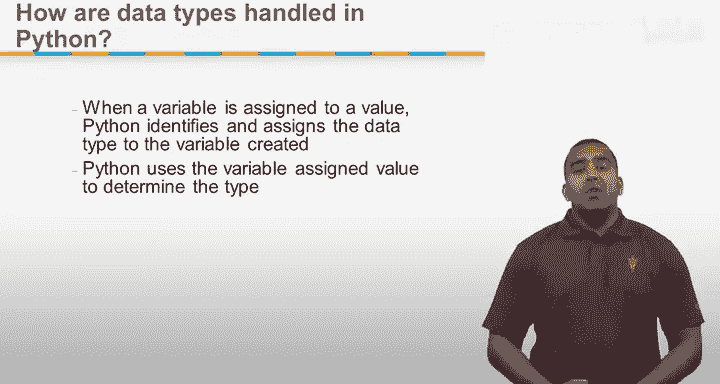 How are data types handled in
Python?
- When a variable is assigned to a value,
Python identifies and assigns the data
type to the variable created
- Python uses the variable assigned value
to determine the type